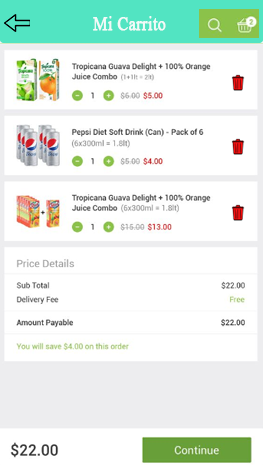 Mi Carrito
2
Tropicana Guava Delight + 100% Orange
Juice Combo (1+1lt = 2lt)
- 1 + $6.00 $5.00
Pepsi Diet Soft Drink (Can) - Pack of 6
(6x300ml = 1.8lt)
- 1 + $5.00 $4.00
Tropicana Guava Delight + 100% Orange
Juice Combo (6x300ml = 1.8lt)
- 1 + $15.00 $13.00
Price Details
Sub Total $22.00
Delivery Fee Free
Amount Payable $22.00
You will save $4.00 on this order
$22.00 Continue